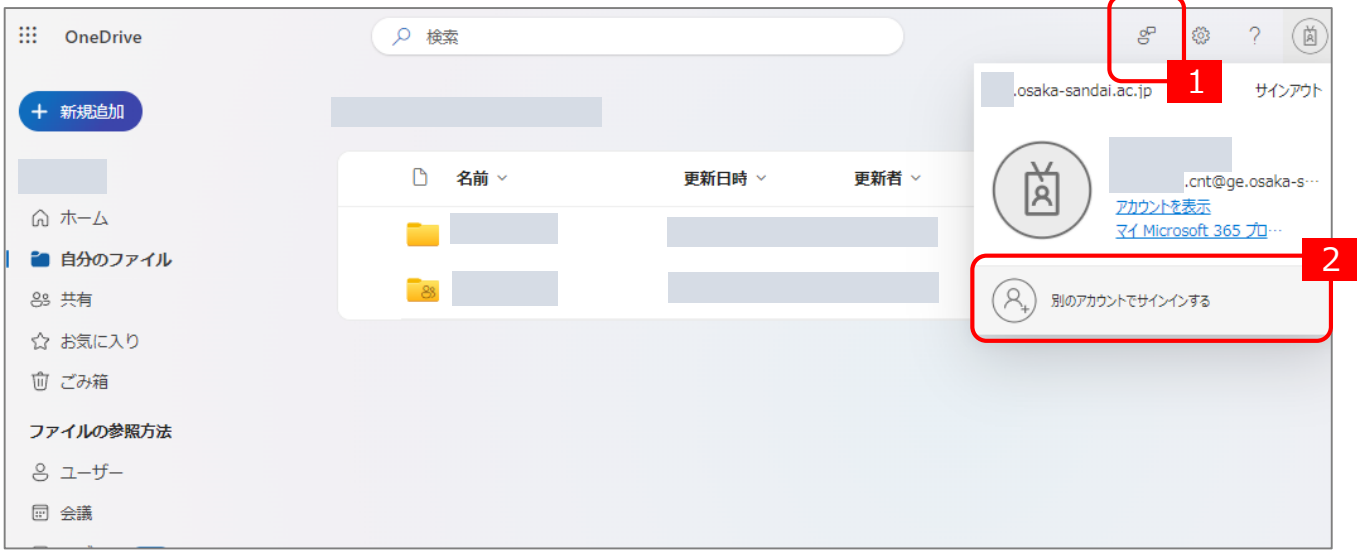 OneDrive
検索
1
.osaka-sandai.ac.jp
サインアウト
+ 新規追加
名前
更新日時
更新者
.cnt@ge.osaka-s…
アカウントを表示
マイ Microsoft 365 プロ…
2
別のアカウントでサインインする
ホーム
自分のファイル
共有
お気に入り
ごみ箱
ファイルの参照方法
ユーザー
会議